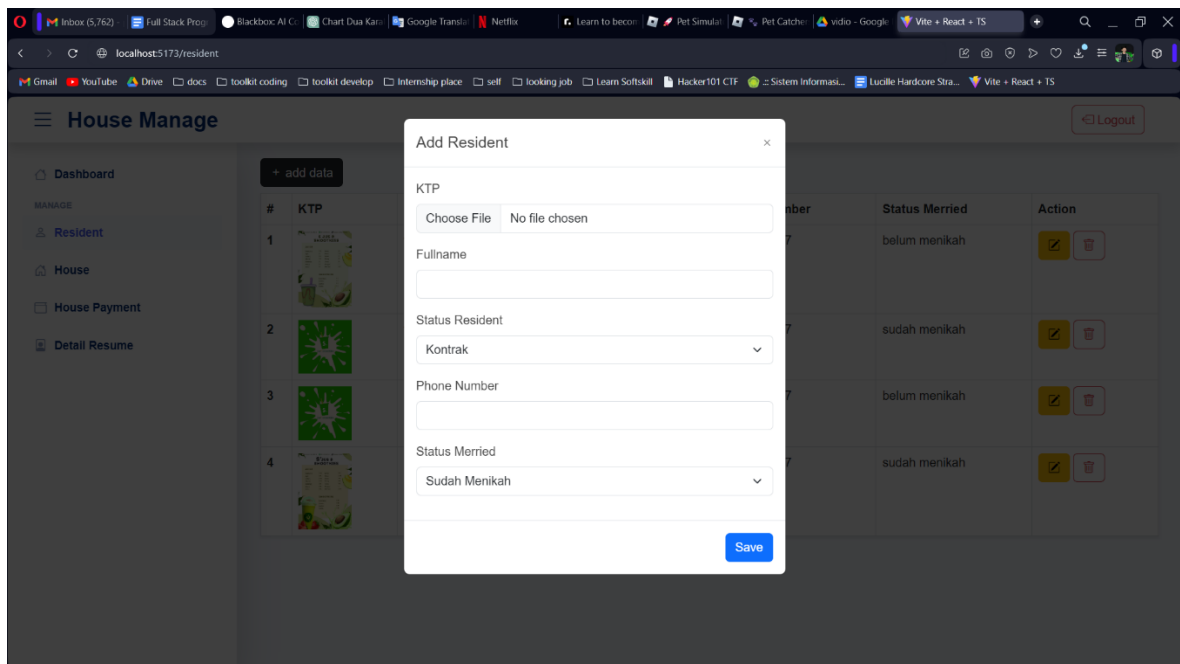 Inbox (5,762) -
Full Stack Progr
Blackbox: AI Co
Chart Dua Kara
Google Translat
Netflix
Learn to becom
Pet Simulat
Pet Catcher
vidio - Google
Vite + React + TS
localhost:5173/resident
Gmail
YouTube
Drive
docs
toolkit coding
toolkit develop
Internship place
self
looking job
Learn Softskill
Hacker101 CTF
.:: Sistem Informasi...
Lucille Hardcore Stra...
Vite + React + TS
House Manage
Logout
Dashboard
MANAGE
Resident
House
House Payment
Detail Resume
+ add data
# KTP mber Status Merried Action
1 7 belum menikah
2 7 sudah menikah
3 7 belum menikah
4 7 sudah menikah
Add Resident ×
KTP
Choose File No file chosen
Fullname
Status Resident
Kontrak
Phone Number
Status Merried
Sudah Menikah
Save